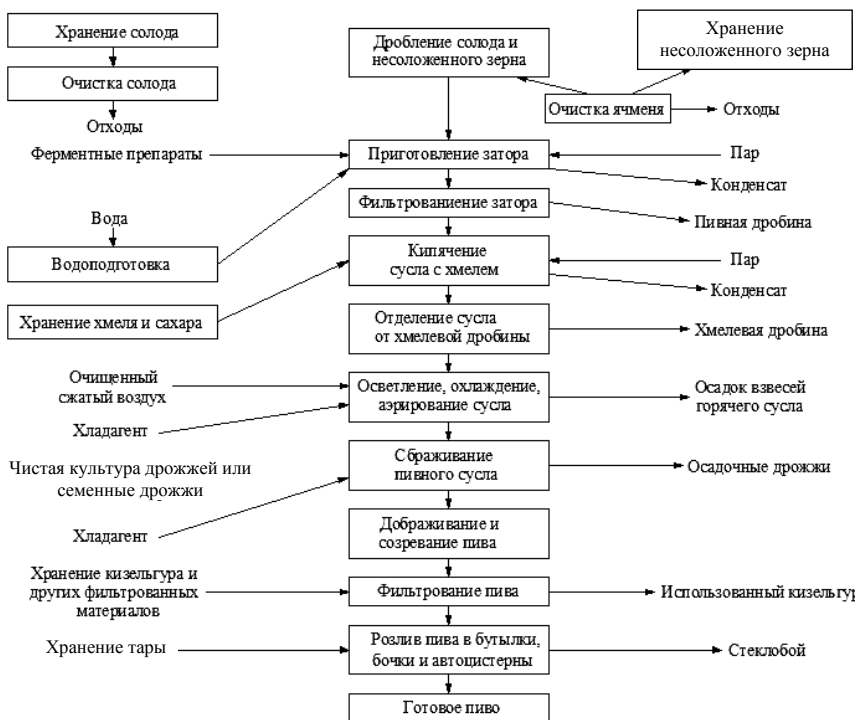 Хранение солода
Дробление солода и
несоложенного зерна
Хранение
несоложенного зерна
Очистка солода
Очистка ячменя
Отходы
Отходы
Ферментные препараты
Приготовление затора
Пар
Конденсат
Фильтрованиение затора
Пивная дробина
Вода
Водоподготовка
Кипячение
сусла с хмелем
Пар
Конденсат
Хранение хмеля и сахара
Отделение сусла
от хмелевой дробины
Хмелевая дробина
Очищенный
сжатый воздух
Осветление, охлаждение,
аэрирование сусла
Осадок взвесей
горячего сусла
Хладагент
Чистая культура дрожжей или
семенные дрожжи
Сбраживание
пивного сусла
Осадочные дрожжи
Хладагент
Дображивание и
созревание пива
Хранение кизельгура и
других фильтрованных
материалов
Фильтрование пива
Использованный кизельгур
Хранение тары
Розлив пива в бутылки,
бочки и автоцистерны
Стеклобой
Готовое пиво